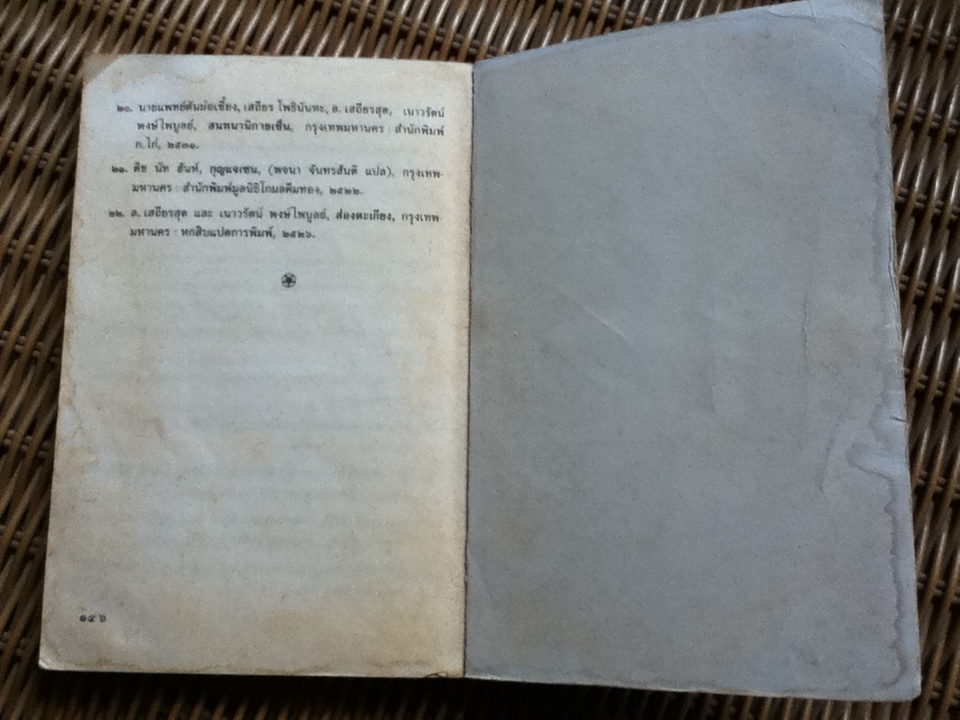 ๒๐. นายแพทย์ตันม่อเซี้ยง, เสถียร โพธินันทะ, ล. เสถียรสุต, เนาวรัตน์
พงษ์ไพบูลย์, สนทนานิกายเซ็น, กรุงเทพมหานคร : สำนักพิมพ์
ก.ไก่, ๒๕๓๑.
๒๑. ติช นัท ฮันห์, กุญแจเซน, (พจนา จันทรสันติ แปล), กรุงเทพ-
มหานคร : สำนักพิมพ์มูลนิธิโกมลคีมทอง, ๒๕๒๒.
๒๒. ล. เสถียรสุต และ เนาวรัตน์ พงษ์ไพบูลย์, ส่องตะเกียง, กรุงเทพ-
มหานคร : หกสิบแปดการพิมพ์, ๒๕๒๖.
๑๔๖